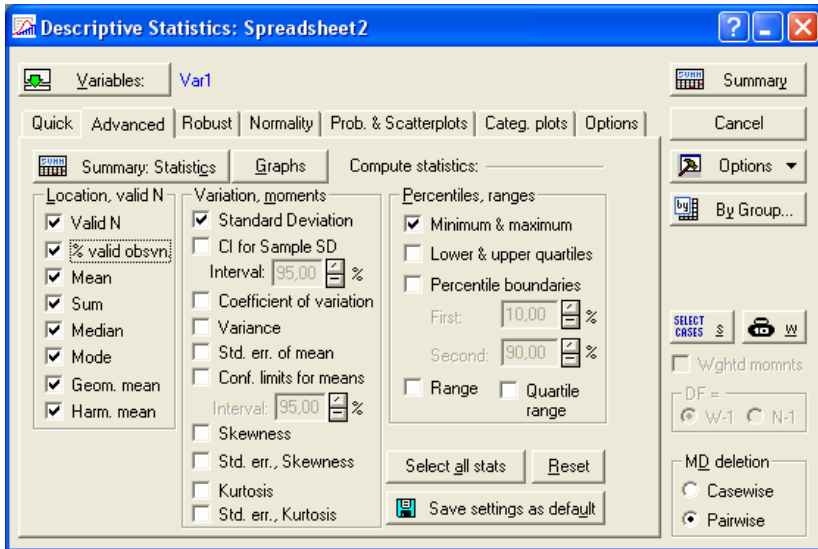 Descriptive Statistics: Spreadsheet2
Variables: Var1
Summary
Quick Advanced Robust Normality Prob. & Scatterplots Categ. plots Options
Cancel
SUMM Summary: Statistics Graphs Compute statistics:
Options
By Group...
Location, valid N
Valid N
% valid obsvn.
Mean
Sum
Median
Mode
Geom. mean
Harm. mean
Variation, moments
Standard Deviation
CI for Sample SD
Interval: 95,00 %
Coefficient of variation
Variance
Std. err. of mean
Conf. limits for means
Interval: 95,00 %
Skewness
Std. err., Skewness
Kurtosis
Std. err., Kurtosis
Percentiles, ranges
Minimum & maximum
Lower & upper quartiles
Percentile boundaries
First: 10,00 %
Second: 90,00 %
Range
Quartile
range
Select all stats Reset
Save settings as default
SELECT
CASES S W
Wghtd momnts
DF =
W-1 N-1
MD deletion
Casewise
Pairwise